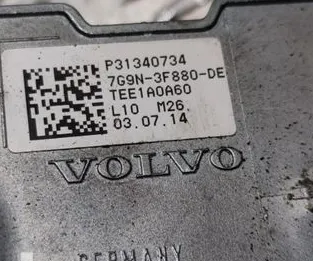 P31340734
7G9N-3F880-DE
TEE1A0A60
L10 M26
03.07.14
VOLVO
GERMANY